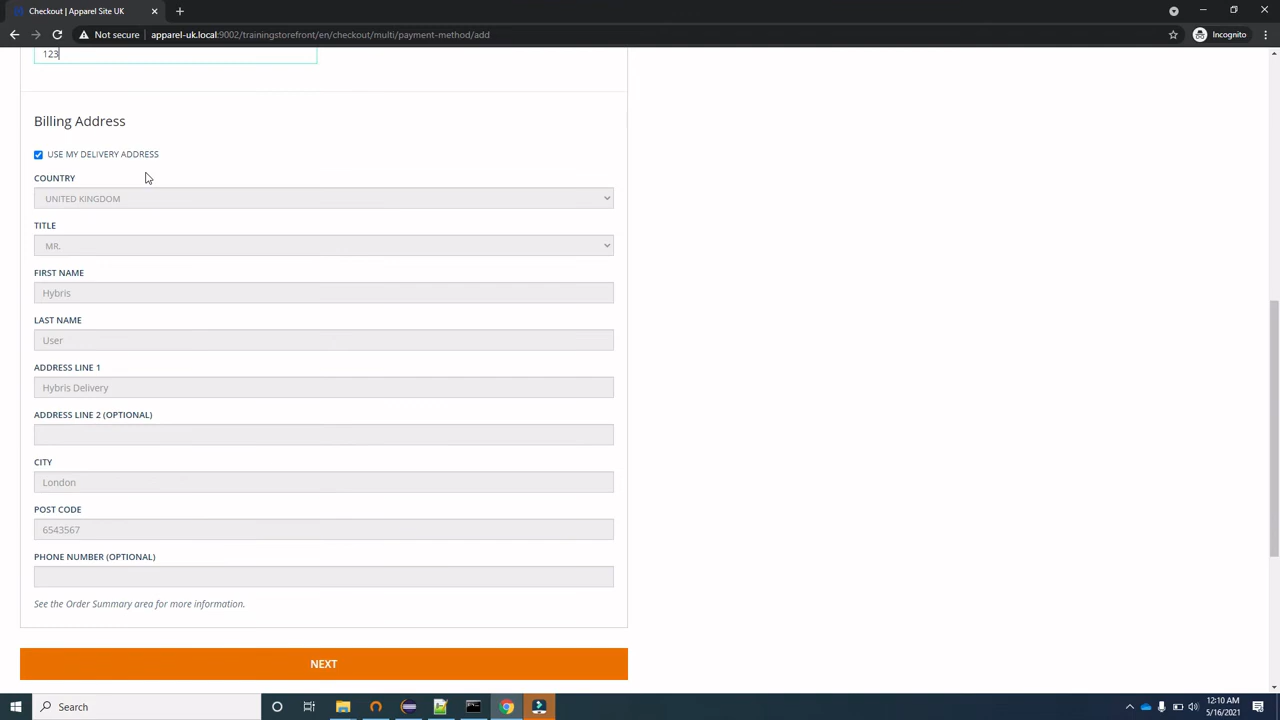 Checkout | Apparel Site UK
Not secure
apparel-uk.local:9002/trainingstorefront/en/checkout/multi/payment-method/add
Incognito
123
Billing Address
USE MY DELIVERY ADDRESS
COUNTRY
UNITED KINGDOM
TITLE
MR.
FIRST NAME
Hybris
LAST NAME
User
ADDRESS LINE 1
Hybris Delivery
ADDRESS LINE 2 (OPTIONAL)
CITY
London
POST CODE
6543567
PHONE NUMBER (OPTIONAL)
See the Order Summary area for more information.
NEXT
Search
12:10 AM
5/16/2021